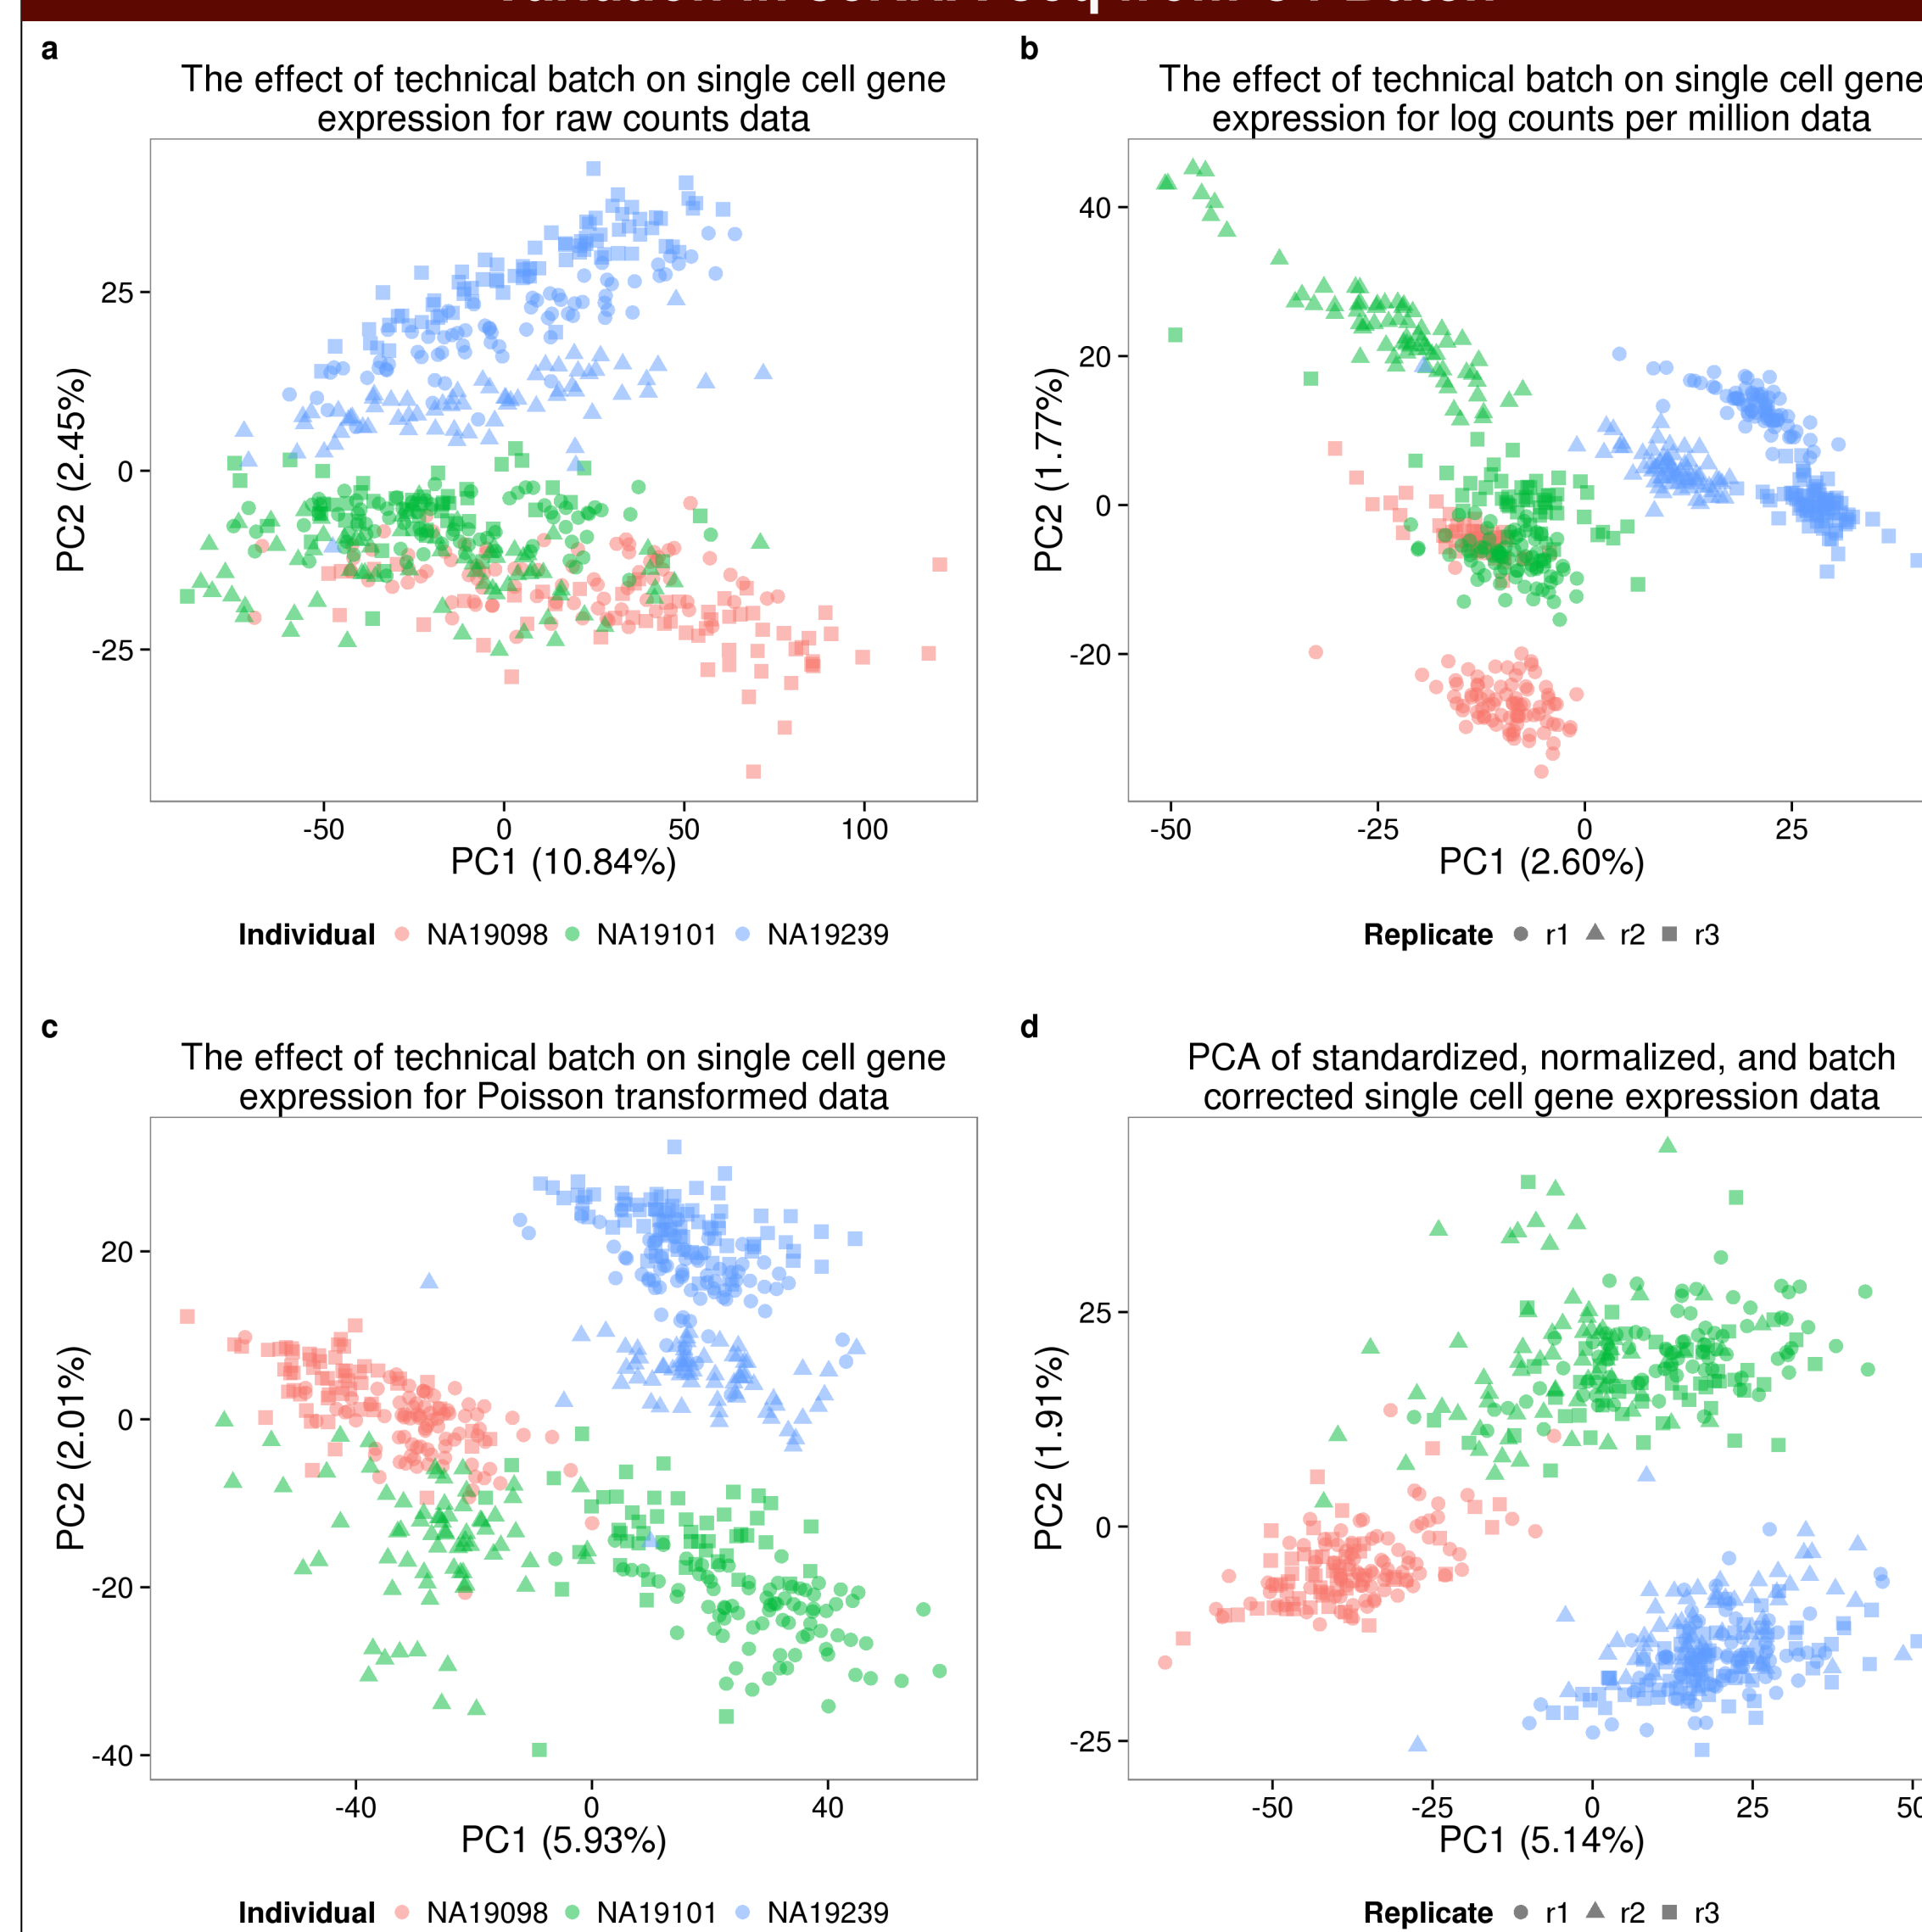 a
The effect of technical batch on single cell gene
expression for raw counts data
25
0
-25
PC2 (2.45%)
-50 0 50 100
PC1 (10.84%)
Individual NA19098 NA19101 NA19239
b
The effect of technical batch on single cell gene
expression for log counts per million data
40
20
0
-20
PC2 (1.77%)
-50 -25 0 25
PC1 (2.60%)
Replicate r1 r2 r3
c
The effect of technical batch on single cell gene
expression for Poisson transformed data
20
0
-20
-40
PC2 (2.01%)
-40 0 40
PC1 (5.93%)
Individual NA19098 NA19101 NA19239
d
PCA of standardized, normalized, and batch
corrected single cell gene expression data
25
0
-25
PC2 (1.91%)
-50 -25 0 25
PC1 (5.14%)
Replicate r1 r2 r3